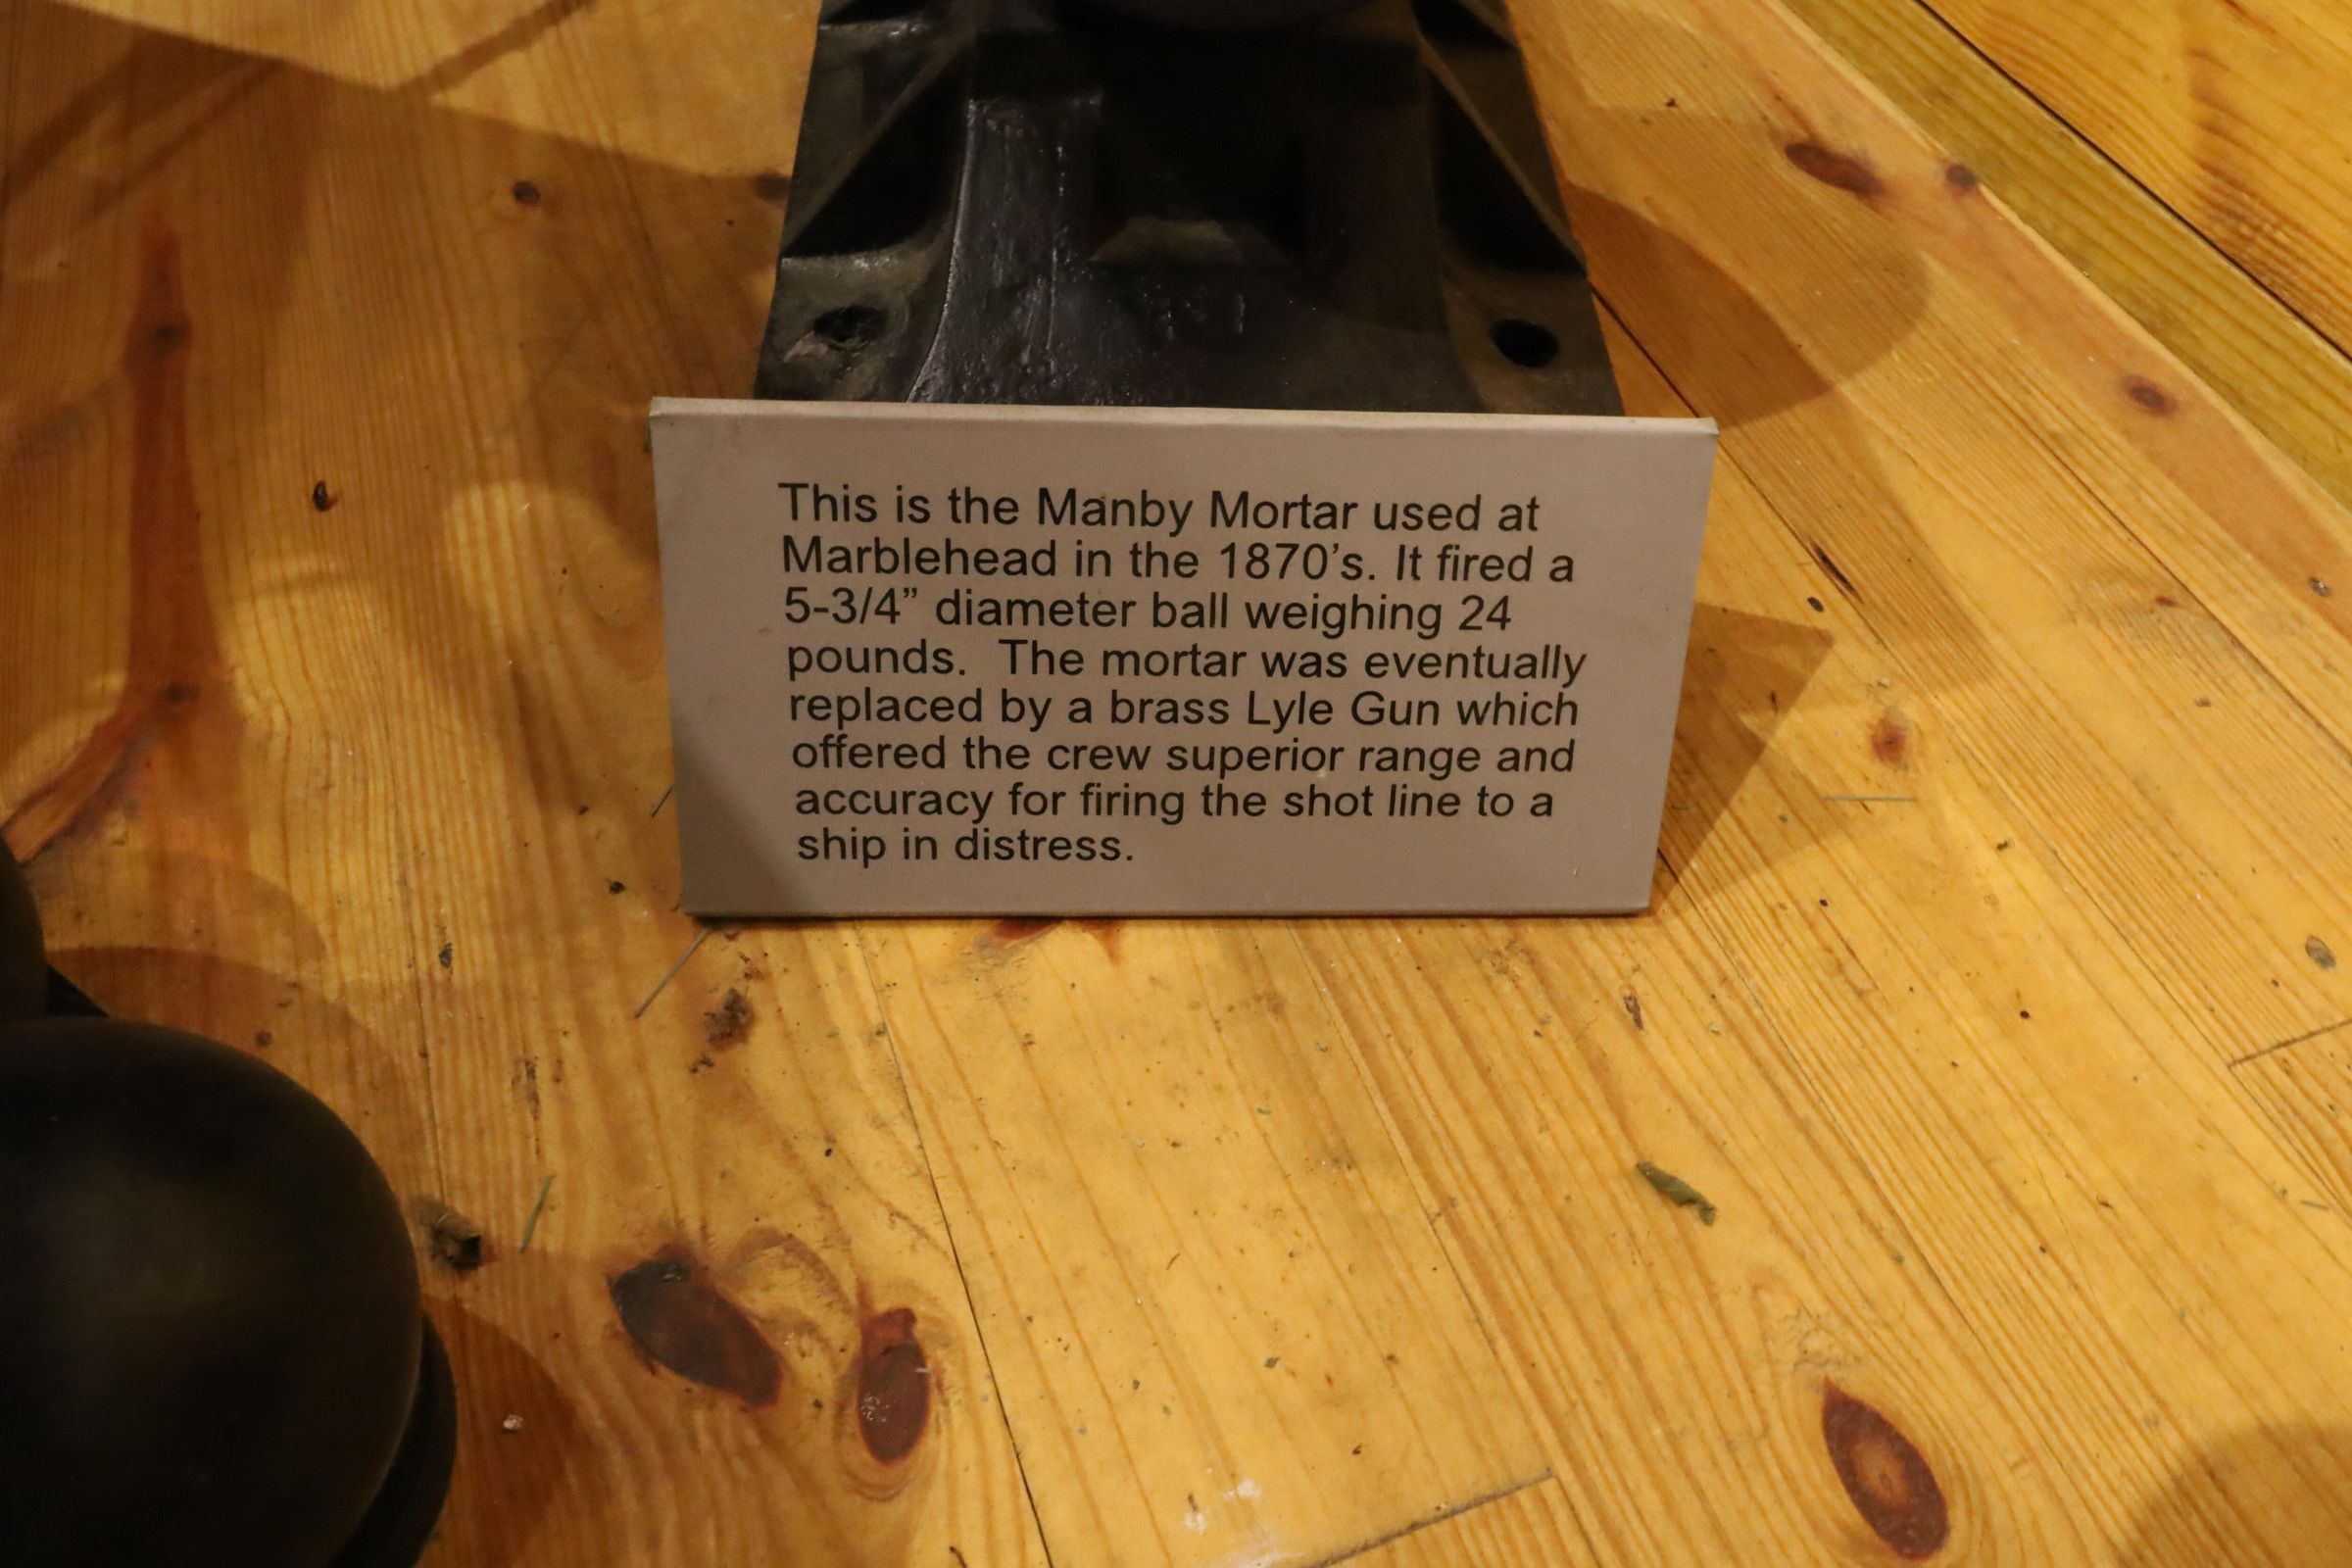 This is the Manby Mortar used at
Marblehead in the 1870’s. It fired a
5-3/4” diameter ball weighing 24
pounds.  The mortar was eventually
replaced by a brass Lyle Gun which
offered the crew superior range and
accuracy for firing the shot line to a
ship in distress.